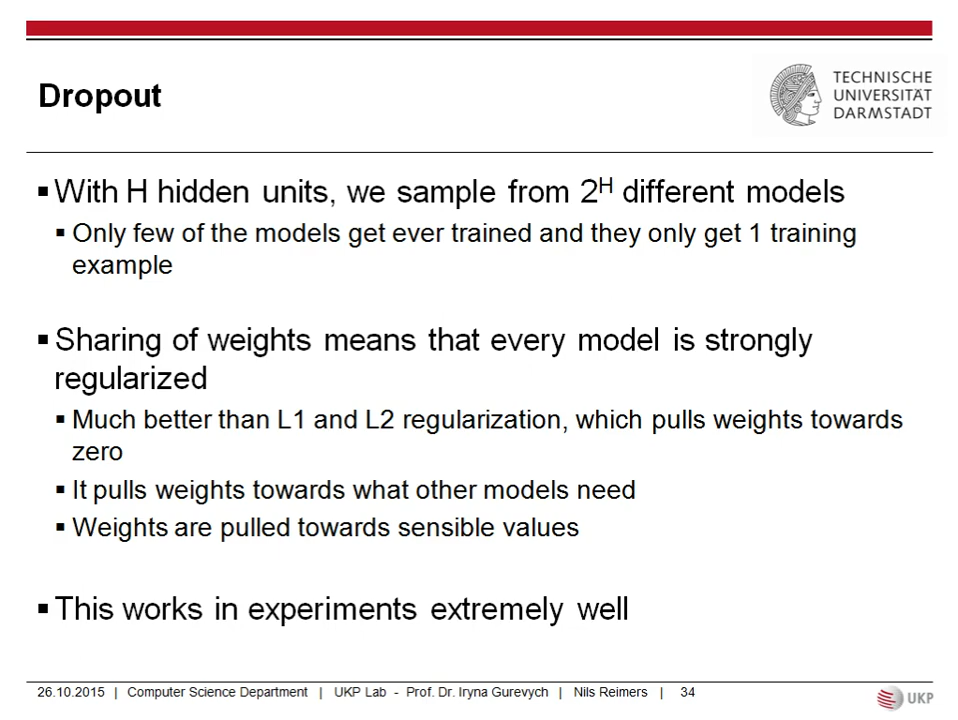 Dropout
TECHNISCHE
UNIVERSITÄT
DARMSTADT
▪ With H hidden units, we sample from 2^H different models
▪ Only few of the models get ever trained and they only get 1 training
example
▪ Sharing of weights means that every model is strongly
regularized
▪ Much better than L1 and L2 regularization, which pulls weights towards
zero
▪ It pulls weights towards what other models need
▪ Weights are pulled towards sensible values
▪ This works in experiments extremely well
26.10.2015 | Computer Science Department | UKP Lab - Prof. Dr. Iryna Gurevych | Nils Reimers | 34
UKP